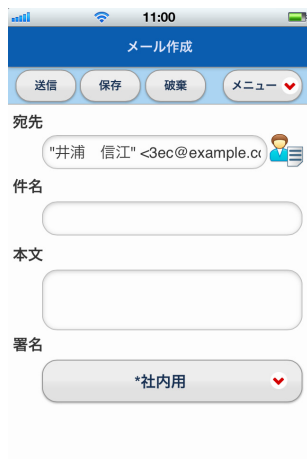 11:00
メール作成
送信 保存 破棄 メニュー
宛先
"井浦　信江" <3ec@example.c
件名
本文
署名
*社内用